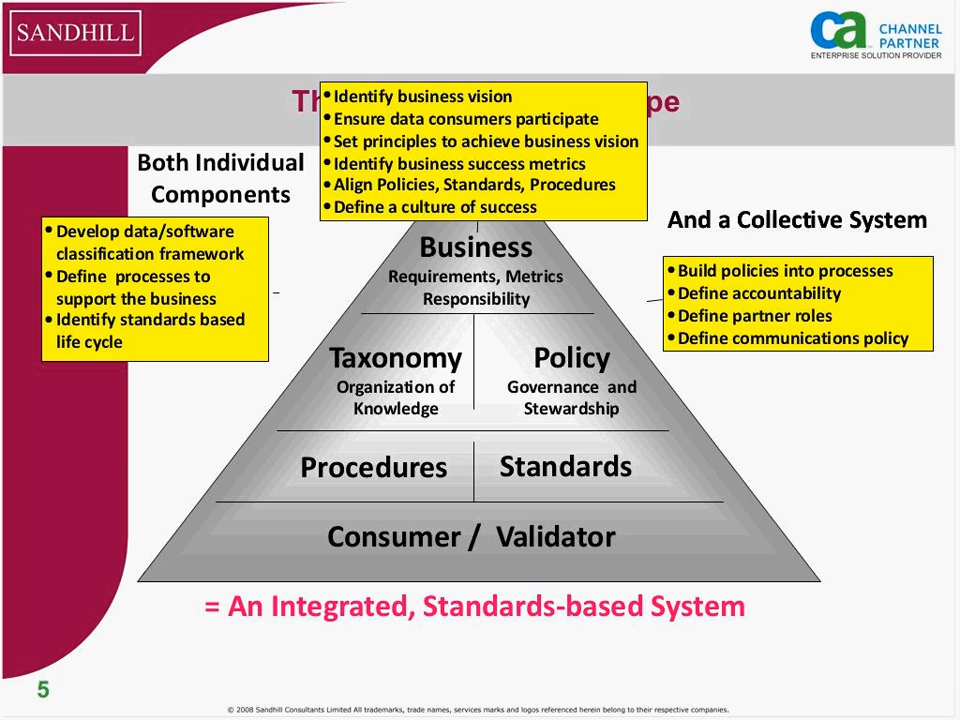 SANDHILL
ca CHANNEL
PARTNER
ENTERPRISE SOLUTION PROVIDER
• Identify business vision
• Ensure data consumers participate
• Set principles to achieve business vision
• Identify business success metrics
• Align Policies, Standards, Procedures
• Define a culture of success
Both Individual
Components
And a Collective System
• Develop data/software
classification framework
• Define processes to
support the business
• Identify standards based
life cycle
• Build policies into processes
• Define accountability
• Define partner roles
• Define communications policy
Business
Requirements, Metrics
Responsibility
Taxonomy
Organization of
Knowledge
Policy
Governance and
Stewardship
Procedures
Standards
Consumer / Validator
= An Integrated, Standards-based System
5
© 2008 Sandhill Consultants Limited All trademarks, trade names, services marks and logos referenced herein belong to their respective companies.